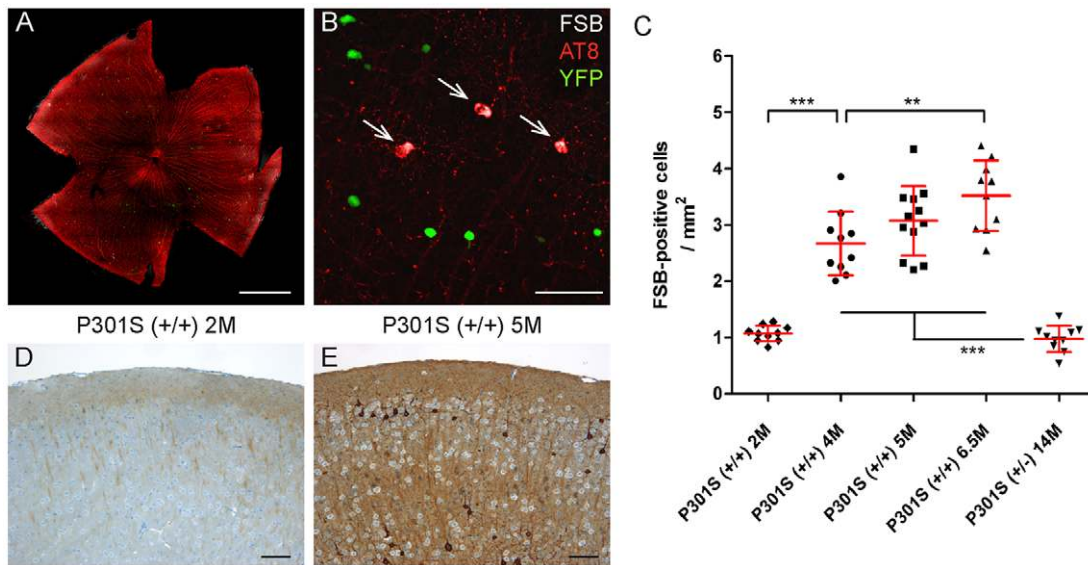 A
B
FSB
AT8
YFP
C
FSB-positive cells
/ mm²
6
5
4
3
2
1
0
***
**
***
P301S (+/+) 2M
P301S (+/+) 4M
P301S (+/+) 5M
P301S (+/+) 6.5M
P301S (+/-) 14M
P301S (+/+) 2M
P301S (+/+) 5M
D
E